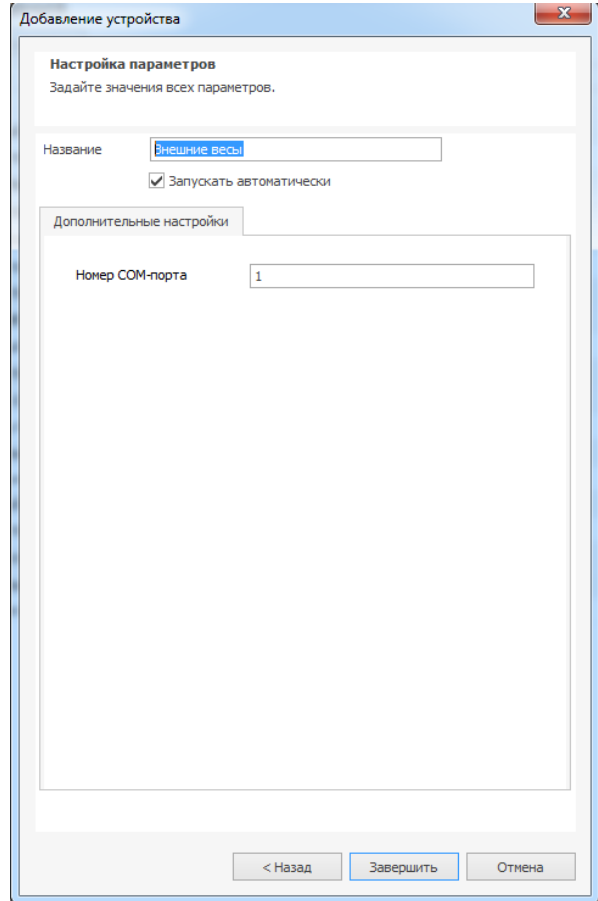 Добавление устройства
Настройка параметров
Задайте значения всех параметров.
Название
Внешние весы
Запускать автоматически
Дополнительные настройки
Номер COM-порта
1
< Назад
Завершить
Отмена